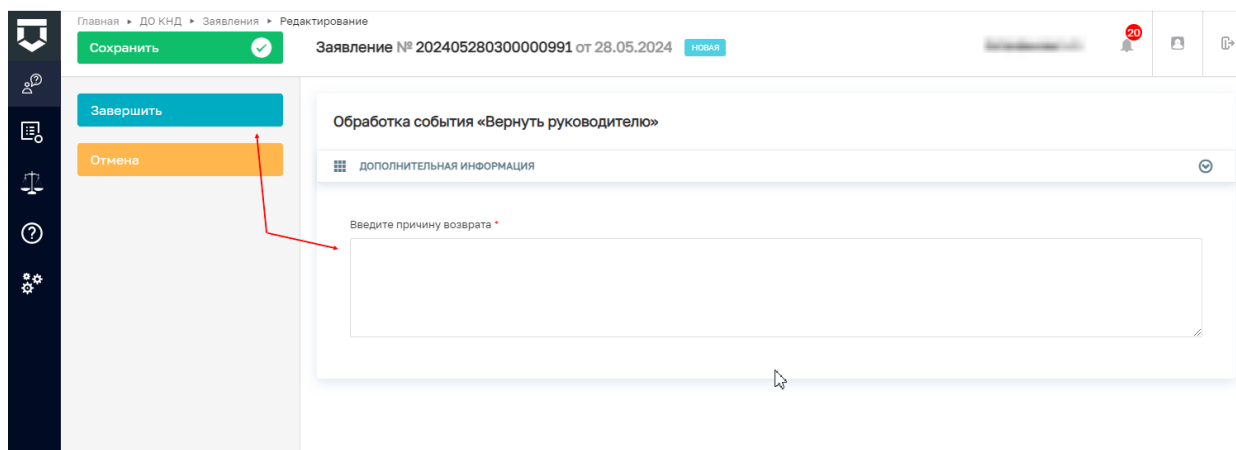 Главная ▸ ДО КНД ▸ Заявления ▸ Редактирование
Сохранить
Заявление № 202405280300000991 от 28.05.2024 НОВАЯ
20
Завершить
Отмена
Обработка события «Вернуть руководителю»
ДОПОЛНИТЕЛЬНАЯ ИНФОРМАЦИЯ
Введите причину возврата *